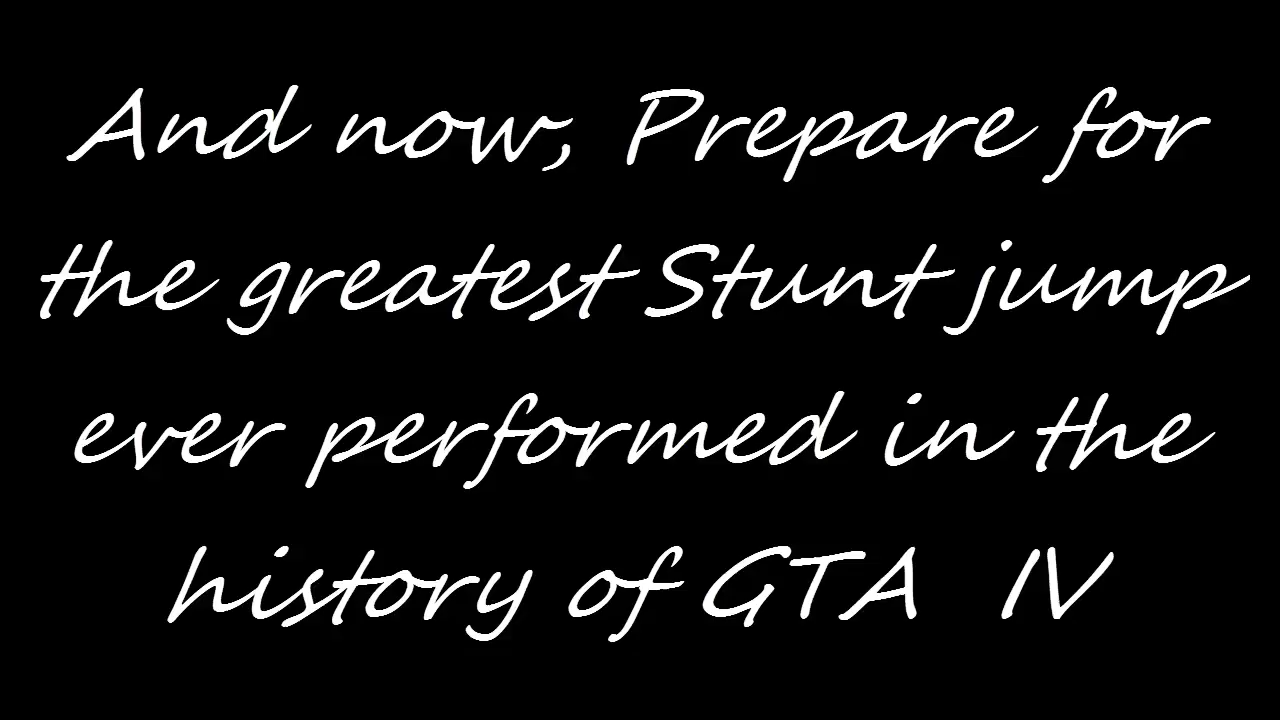 And now, Prepare for
the greatest Stunt jump
ever performed in the
history of GTA IV